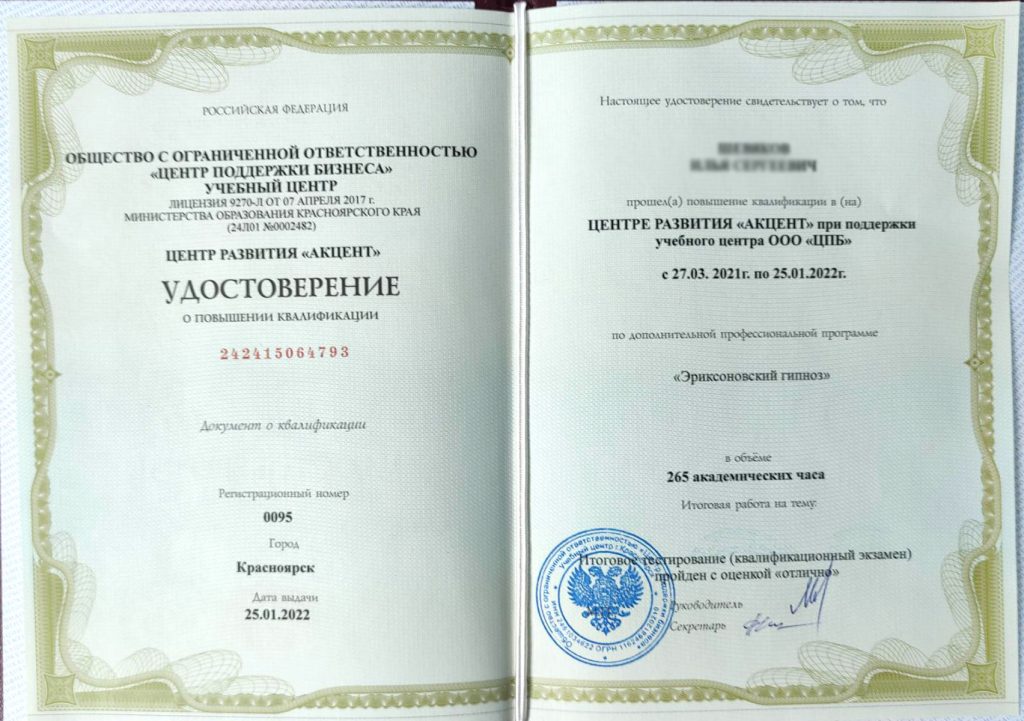 РОССИЙСКАЯ ФЕДЕРАЦИЯ
ОБЩЕСТВО С ОГРАНИЧЕННОЙ ОТВЕТСТВЕННОСТЬЮ
«ЦЕНТР ПОДДЕРЖКИ БИЗНЕСА»
УЧЕБНЫЙ ЦЕНТР
ЛИЦЕНЗИЯ 9270-Л ОТ 07 АПРЕЛЯ 2017 г.
МИНИСТЕРСТВА ОБРАЗОВАНИЯ КРАСНОЯРСКОГО КРАЯ
(24Л01 №0002482)
ЦЕНТР РАЗВИТИЯ «АКЦЕНТ»
УДОСТОВЕРЕНИЕ
О ПОВЫШЕНИИ КВАЛИФИКАЦИИ
242415064793
Документ о квалификации
Регистрационный номер
0095
Город
Красноярск
Дата выдачи
25.01.2022
Настоящее удостоверение свидетельствует о том, что
прошел(а) повышение квалификации в (на)
ЦЕНТРЕ РАЗВИТИЯ «АКЦЕНТ» при поддержки
учебного центра ООО «ЦПБ»
с 27.03. 2021г. по 25.01.2022г.
по дополнительной профессиональной программе
«Эриксоновский гипноз»
в объёме
265 академических часа
Итоговая работа на тему:
Итоговое тестирование (квалификационный экзамен)
пройден с оценкой «отлично»
Руководитель
Секретарь